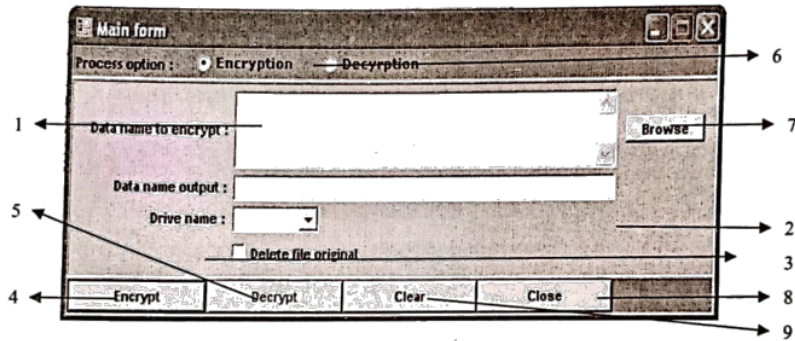 Main form
Process option : Encryption Decyrption 6
1 Data name to encrypt : Browse 7
Data name output :
5 Drive name : 2
Delete file original 3
4 Encrypt Decrypt Clear Close 8
9